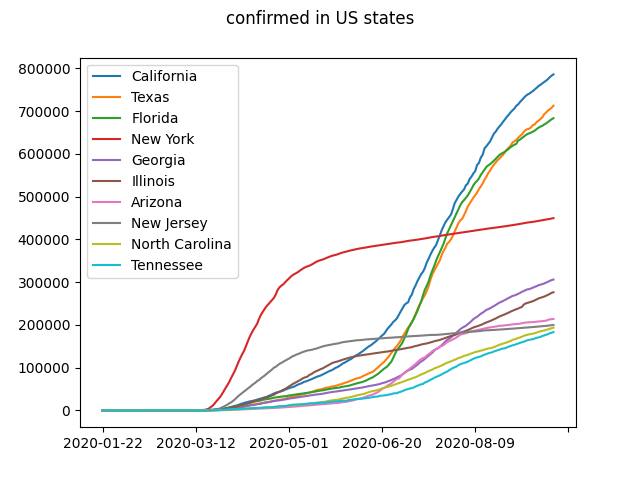 confirmed in US states
800000
700000
600000
500000
400000
300000
200000
100000
0
California
Texas
Florida
New York
Georgia
Illinois
Arizona
New Jersey
North Carolina
Tennessee
2020-01-22 2020-03-12 2020-05-01 2020-06-20 2020-08-09